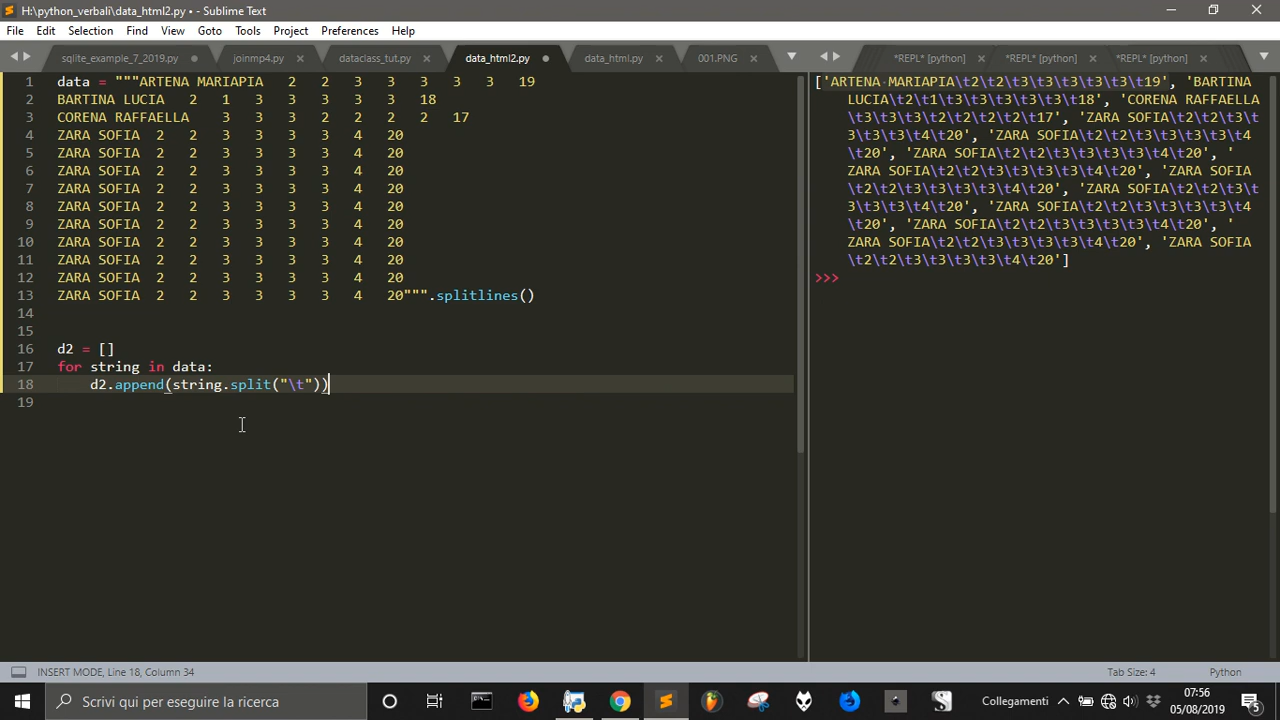 H:\python_verbali\data_html2.py • - Sublime Text
File Edit Selection Find View Goto Tools Project Preferences Help
sqlite_example_7_2019.py joinmp4.py dataclass_tut.py data_html2.py data_html.py 001.PNG *REPL* [python] *REPL* [python] *REPL* [python]
1 data = """ARTENA MARIAPIA 2 2 3 3 3 3 3 19
2 BARTINA LUCIA 2 1 3 3 3 3 3 18
3 CORENA RAFFAELLA 3 3 3 2 2 2 2 17
4 ZARA SOFIA 2 2 3 3 3 3 4 20
5 ZARA SOFIA 2 2 3 3 3 3 4 20
6 ZARA SOFIA 2 2 3 3 3 3 4 20
7 ZARA SOFIA 2 2 3 3 3 3 4 20
8 ZARA SOFIA 2 2 3 3 3 3 4 20
9 ZARA SOFIA 2 2 3 3 3 3 4 20
10 ZARA SOFIA 2 2 3 3 3 3 4 20
11 ZARA SOFIA 2 2 3 3 3 3 4 20
12 ZARA SOFIA 2 2 3 3 3 3 4 20
13 ZARA SOFIA 2 2 3 3 3 3 4 20""".splitlines()
14
15
16 d2 = []
17 for string in data:
18 d2.append(string.split("\t"))
19
['ARTENA MARIAPIA\t2\t2\t3\t3\t3\t3\t3\t19', 'BARTINA
LUCIA\t2\t1\t3\t3\t3\t3\t3\t18', 'CORENA RAFFAELLA
\t3\t3\t3\t2\t2\t2\t2\t17', 'ZARA SOFIA\t2\t2\t3\t
3\t3\t3\t4\t20', 'ZARA SOFIA\t2\t2\t3\t3\t3\t3\t4
\t20', 'ZARA SOFIA\t2\t2\t3\t3\t3\t3\t4\t20', '
ZARA SOFIA\t2\t2\t3\t3\t3\t3\t4\t20', 'ZARA SOFIA
\t2\t2\t3\t3\t3\t3\t4\t20', 'ZARA SOFIA\t2\t2\t3\t
3\t3\t3\t4\t20', 'ZARA SOFIA\t2\t2\t3\t3\t3\t3\t4
\t20', 'ZARA SOFIA\t2\t2\t3\t3\t3\t3\t4\t20', '
ZARA SOFIA\t2\t2\t3\t3\t3\t3\t4\t20', 'ZARA SOFIA
\t2\t2\t3\t3\t3\t3\t4\t20']
>>>
INSERT MODE, Line 18, Column 34 Tab Size: 4 Python
Scrivi qui per eseguire la ricerca Collegamenti 07:56
05/08/2019 5